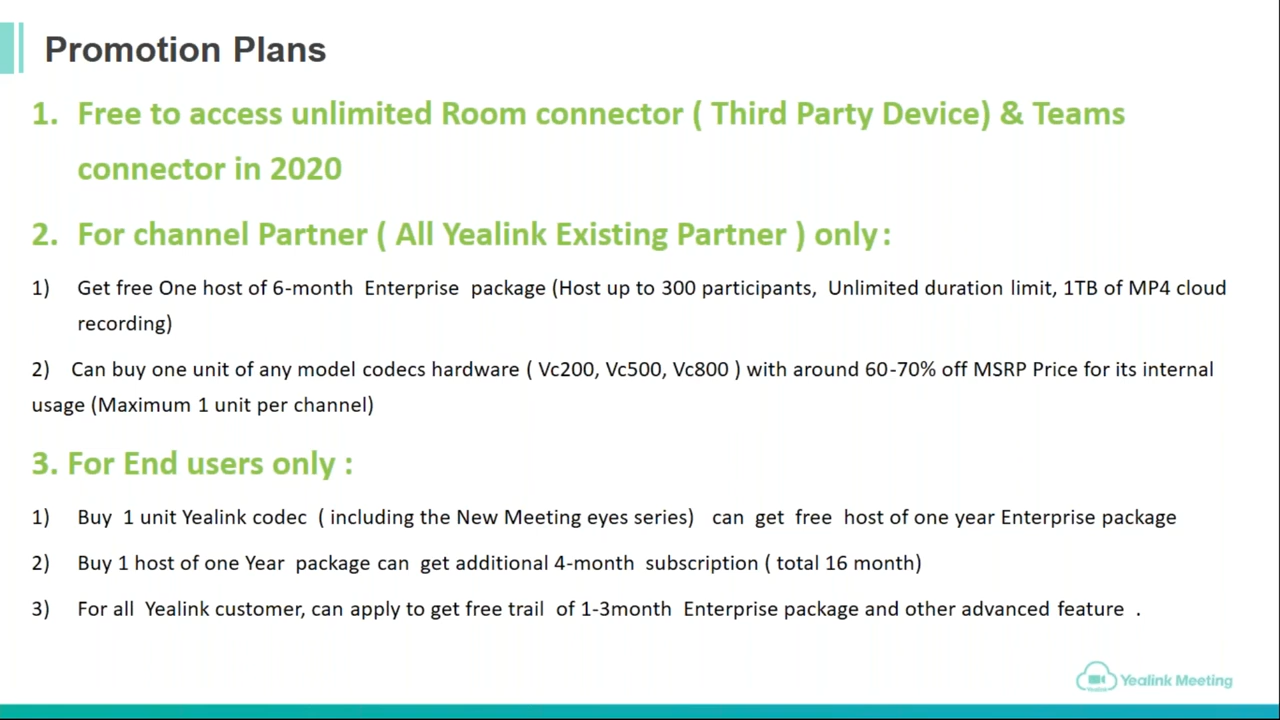 Promotion Plans
1. Free to access unlimited Room connector ( Third Party Device) & Teams
connector in 2020
2. For channel Partner ( All Yealink Existing Partner ) only :
1) Get free One host of 6-month Enterprise package (Host up to 300 participants, Unlimited duration limit, 1TB of MP4 cloud
recording)
2) Can buy one unit of any model codecs hardware ( Vc200, Vc500, Vc800 ) with around 60-70% off MSRP Price for its internal
usage (Maximum 1 unit per channel)
3. For End users only :
1) Buy 1 unit Yealink codec ( including the New Meeting eyes series) can get free host of one year Enterprise package
2) Buy 1 host of one Year package can get additional 4-month subscription ( total 16 month)
3) For all Yealink customer, can apply to get free trail of 1-3month Enterprise package and other advanced feature .
Yealink
Yealink Meeting